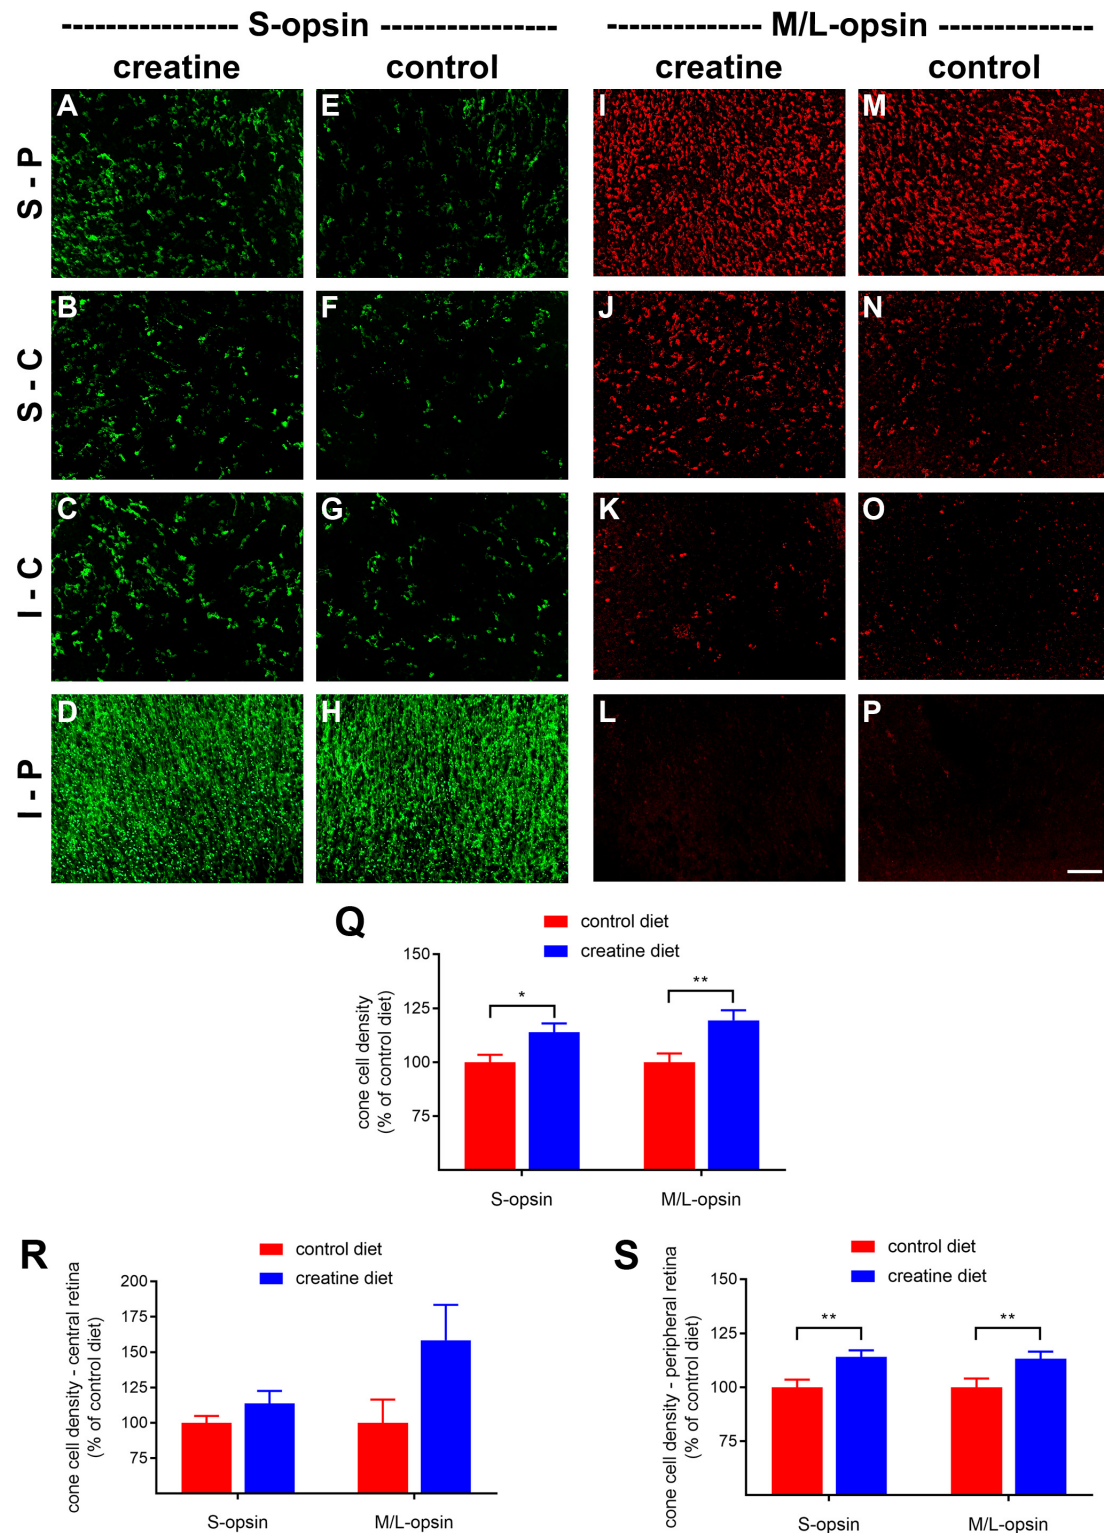 S-opsin
M/L-opsin
creatine
control
creatine
control
S - P
A
E
I
M
S - C
B
F
J
N
I - C
C
G
K
O
I - P
D
H
L
P
Q
control diet
creatine diet
cone cell density
(% of control diet)
150
125
100
75
*
**
S-opsin
M/L-opsin
R
control diet
creatine diet
cone cell density - central retina
(% of control diet)
200
175
150
125
100
75
S-opsin
M/L-opsin
S
control diet
creatine diet
cone cell density - peripheral retina
(% of control diet)
150
125
100
75
**
**
S-opsin
M/L-opsin